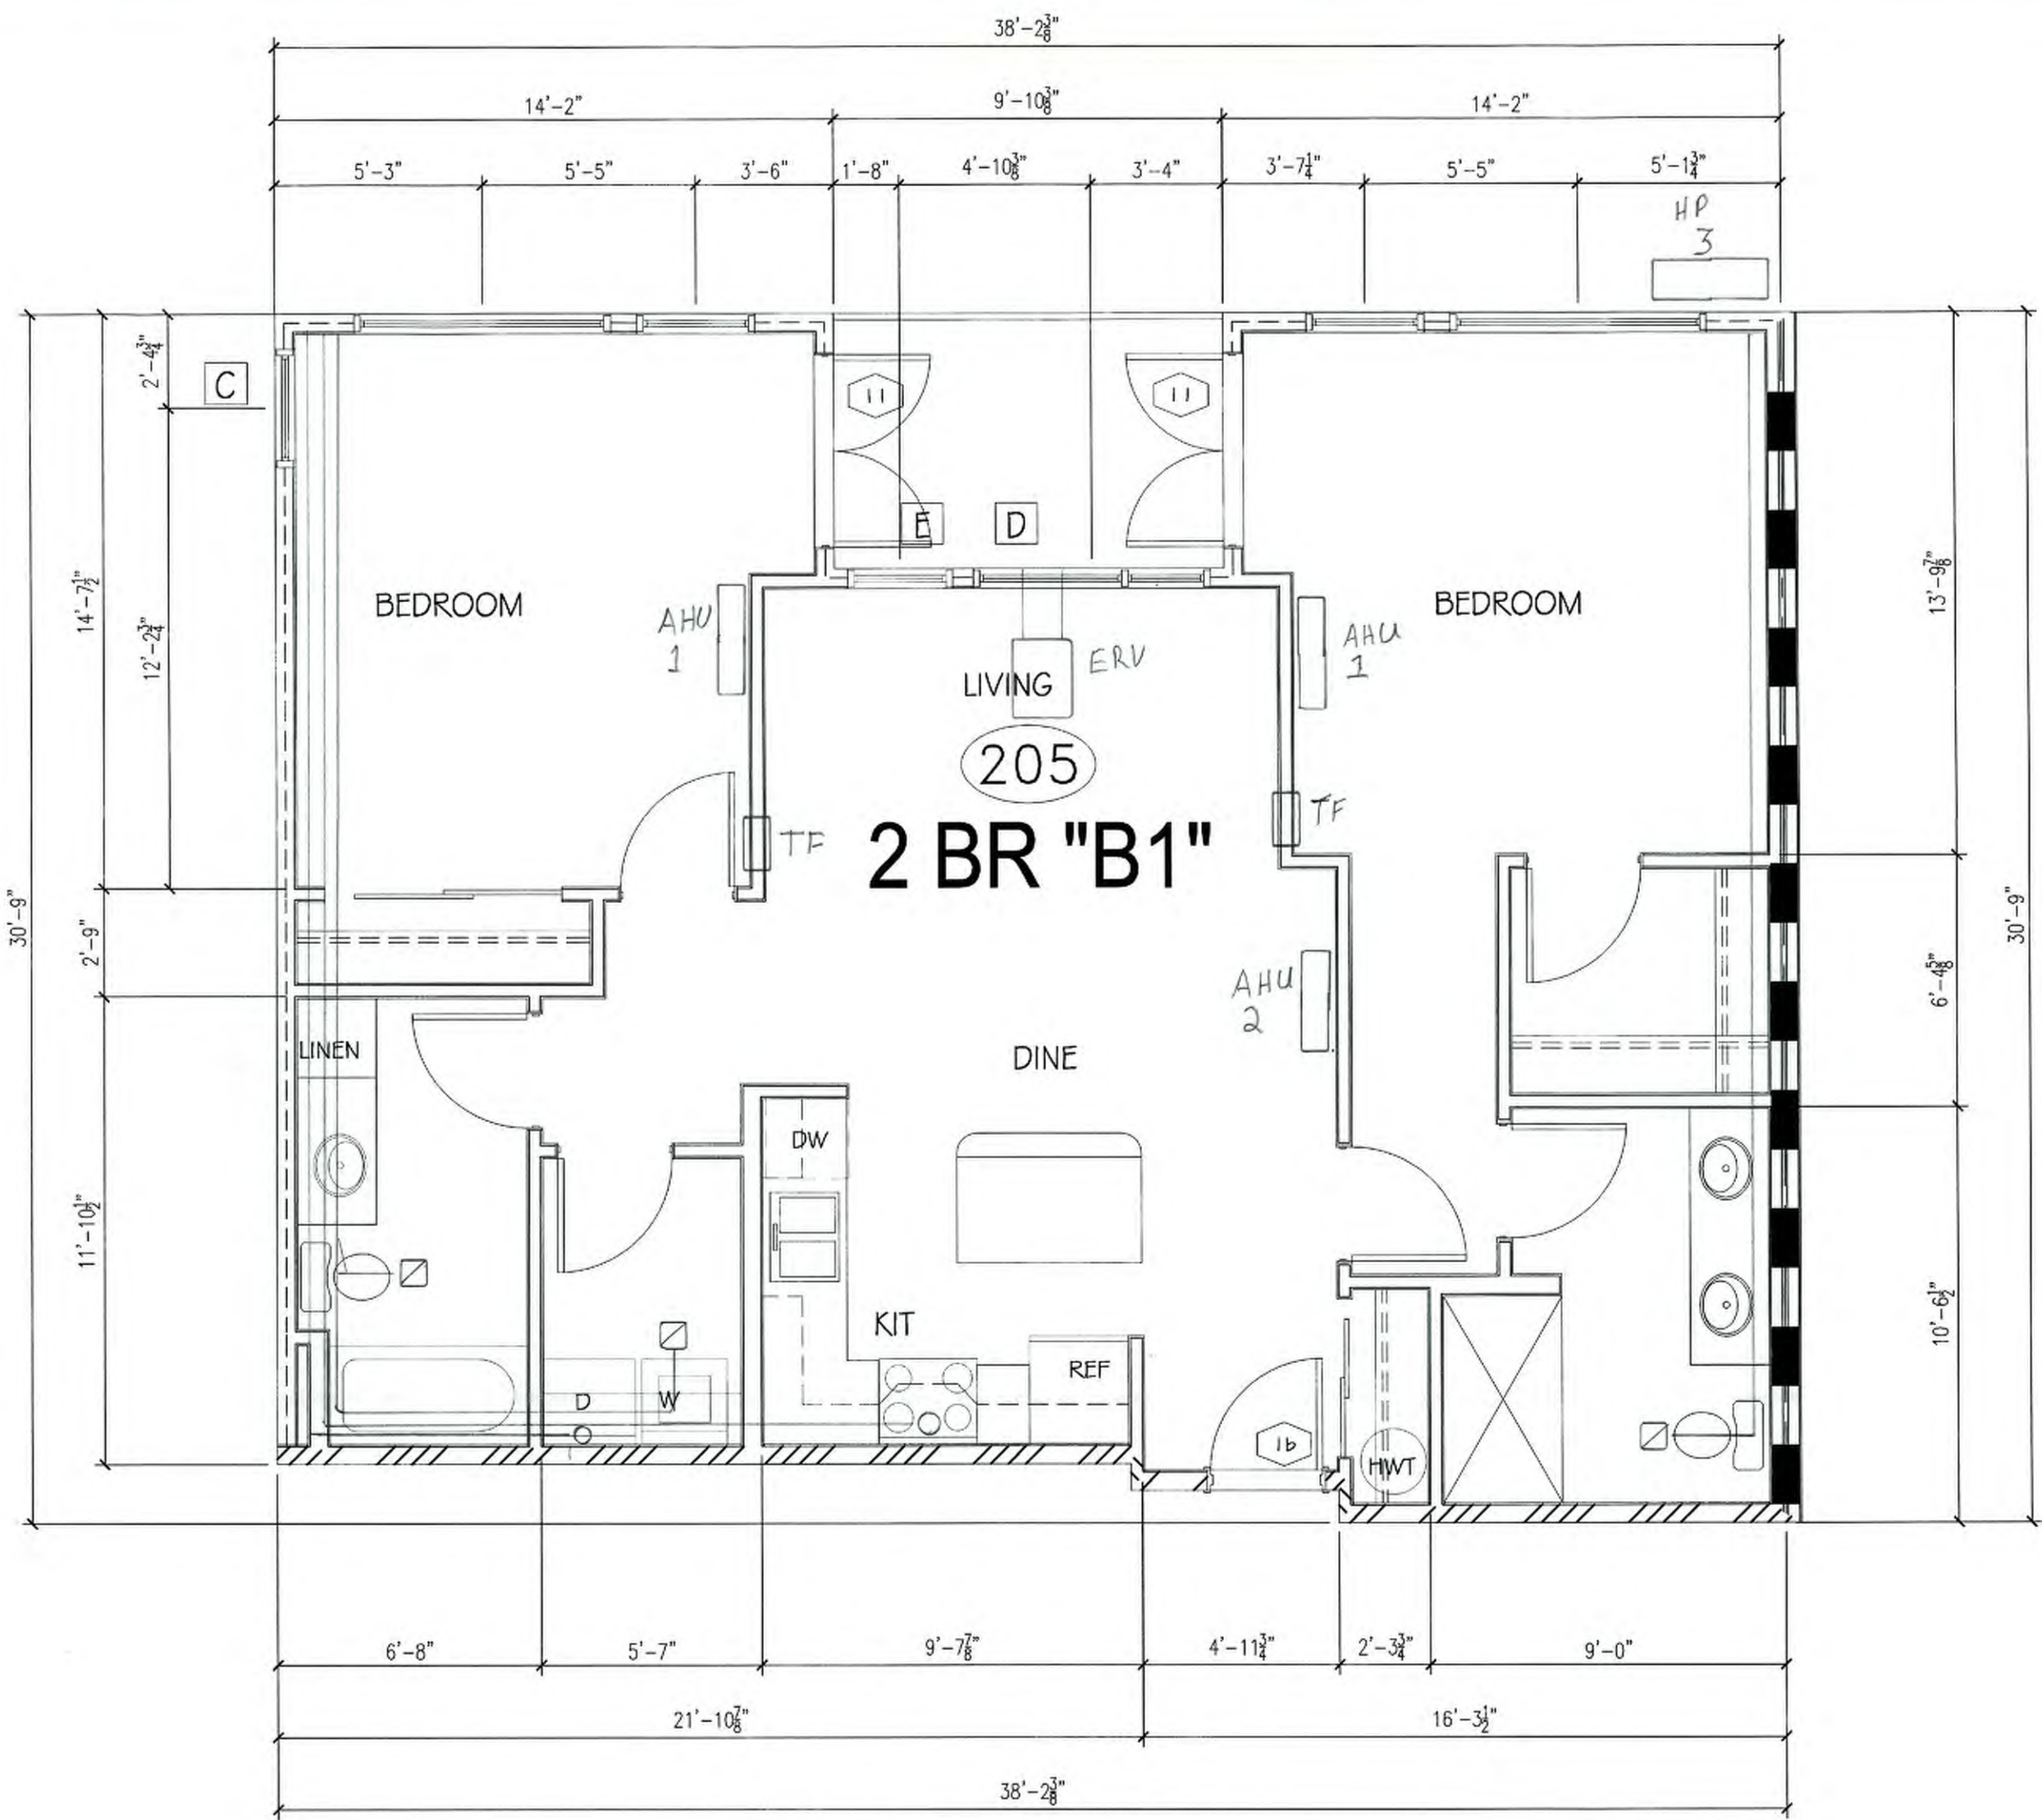 38'-2 3/8"
14'-2"
9'-10 3/8"
14'-2"
5'-3"
5'-5"
3'-6"
1'-8"
4'-10 3/8"
3'-4"
3'-7 1/4"
5'-5"
5'-1 3/4"
HP
3
2'-4 3/4"
C
11
11
E
D
14'-7 1/2"
12'-2 3/4"
13'-9 7/8"
BEDROOM
AHU
1
LIVING
ERV
AHU
1
BEDROOM
205
TF
2 BR "B1"
TF
30'-9"
2'-9"
6'-4 5/8"
30'-9"
AHU
2
LINEN
DINE
DW
11'-10 1/2"
10'-6 1/2"
KIT
REF
D
W
16
HWT
6'-8"
5'-7"
9'-7 7/8"
4'-11 3/4"
2'-3 3/4"
9'-0"
21'-10 7/8"
16'-3 1/2"
38'-2 3/8"